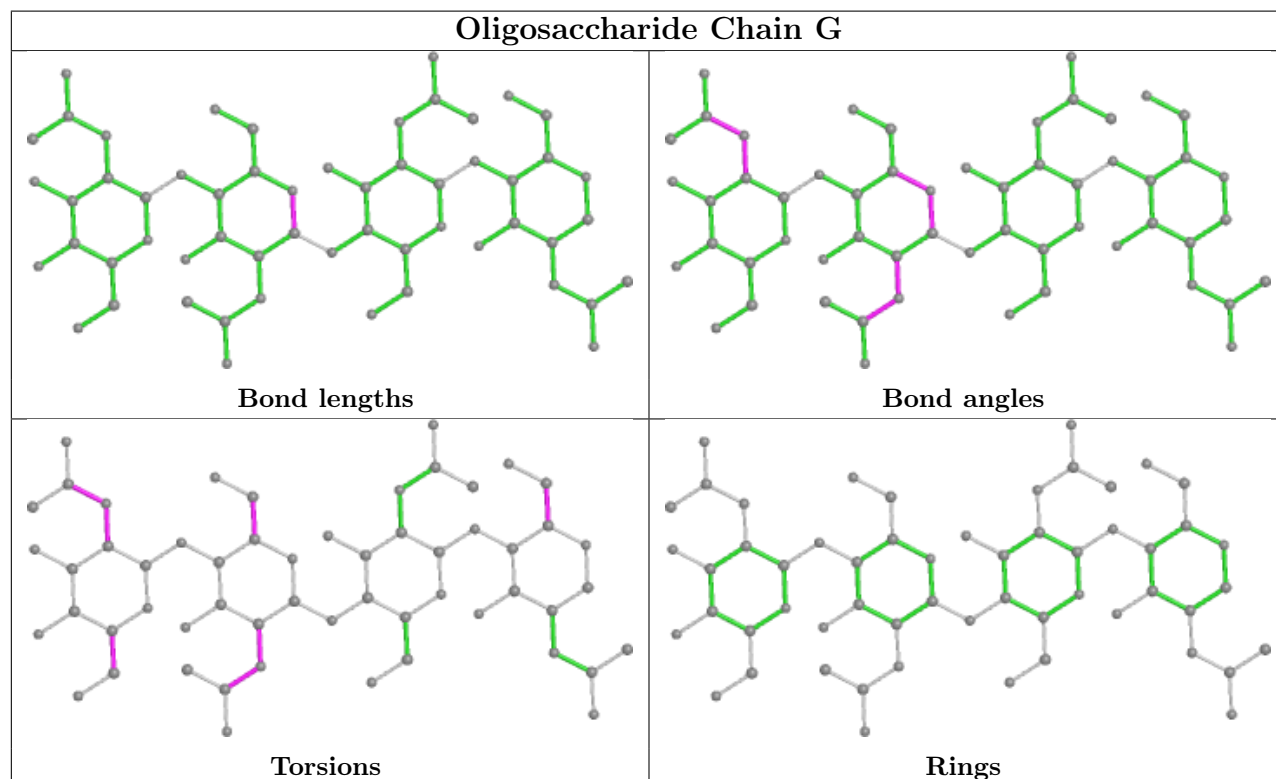 Oligosaccharide Chain G
Bond lengths
Bond angles
Torsions
Rings